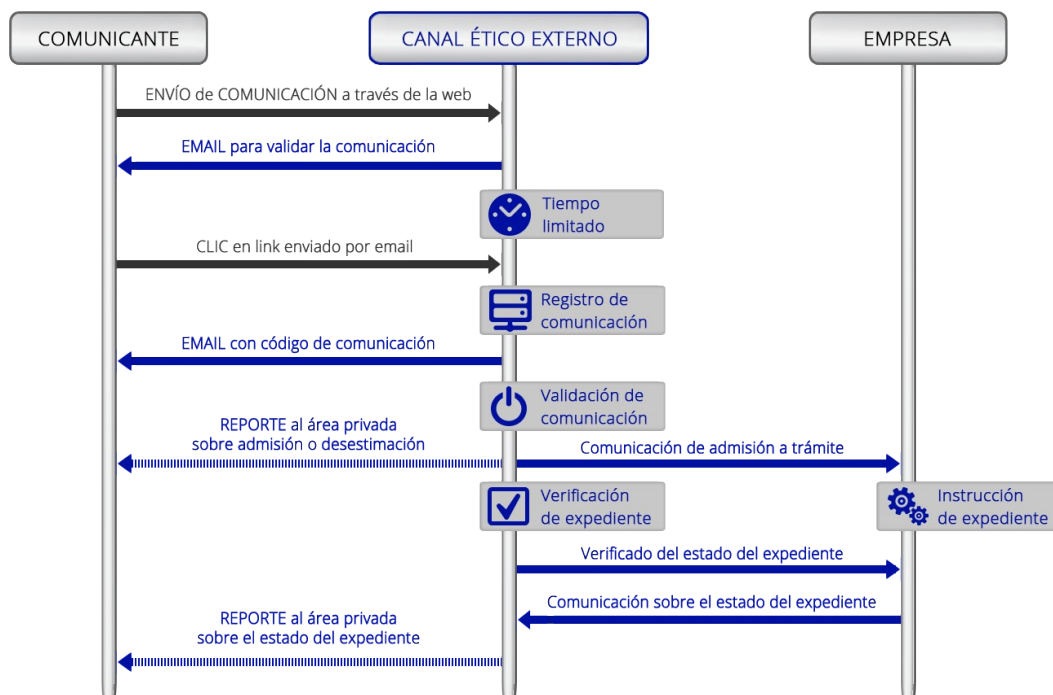 COMUNICANTE
CANAL ÉTICO EXTERNO
EMPRESA
ENVÍO de COMUNICACIÓN a través de la web
EMAIL para validar la comunicación
Tiempo
limitado
CLIC en link enviado por email
Registro de
comunicación
EMAIL con código de comunicación
Validación de
comunicación
REPORTE al área privada
sobre admisión o desestimación
Comunicación de admisión a trámite
Verificación
de expediente
Instrucción
de expediente
Verificado del estado del expediente
Comunicación sobre el estado del expediente
REPORTE al área privada
sobre el estado del expediente